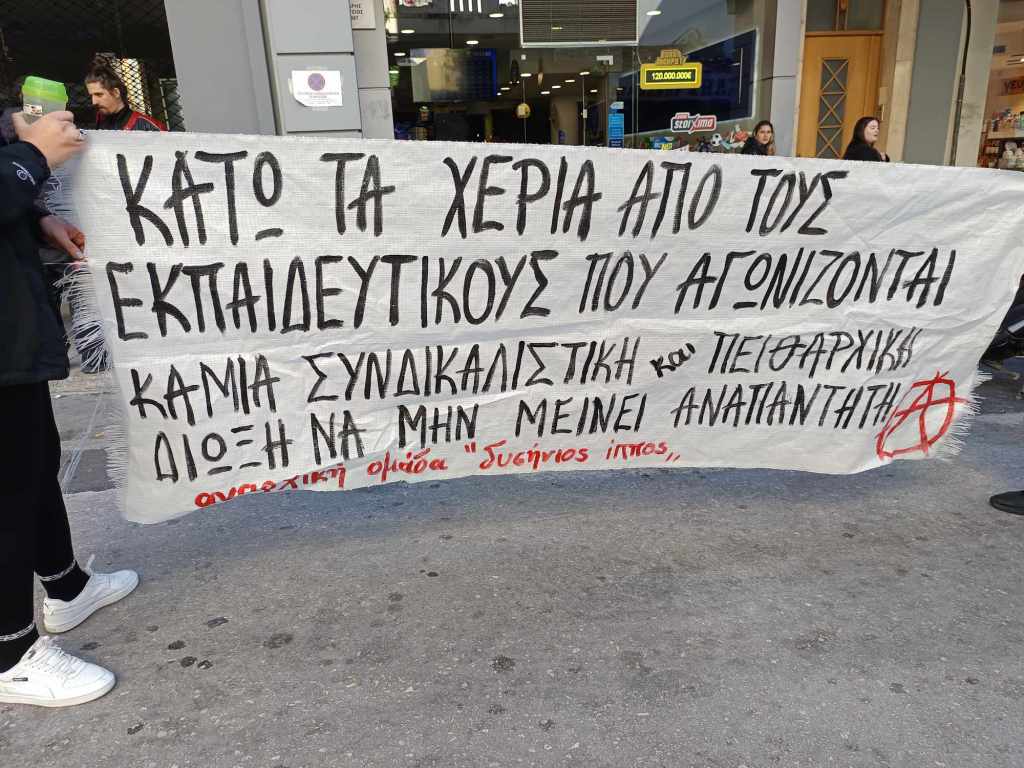 120.000.000€
stoixima
ΚΑΤΩ ΤΑ ΧΕΡΙΑ ΑΠΟ ΤΟΥΣ
ΕΚΠΑΙΔΕΥΤΙΚΟΥΣ ΠΟΥ ΑΓΩΝΙΖΟΝΤΑΙ
ΚΑΜΙΑ ΣΥΝΔΙΚΑΛΙΣΤΙΚΗ και ΠΕΙΘΑΡΧΙΚΗ
ΔΙΩΞΗ ΝΑ ΜΗΝ ΜΕΙΝΕΙ ΑΝΑΠΑΝΤΗΤΗ
αναρχική ομάδα "δυσήνιος ίππος„